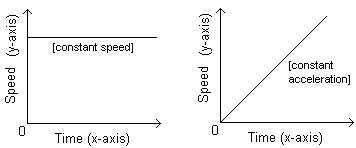 Speed (y-axis)
[constant speed]
0
Time (x-axis)
Speed (y-axis)
[constant
acceleration]
0
Time (x-axis)